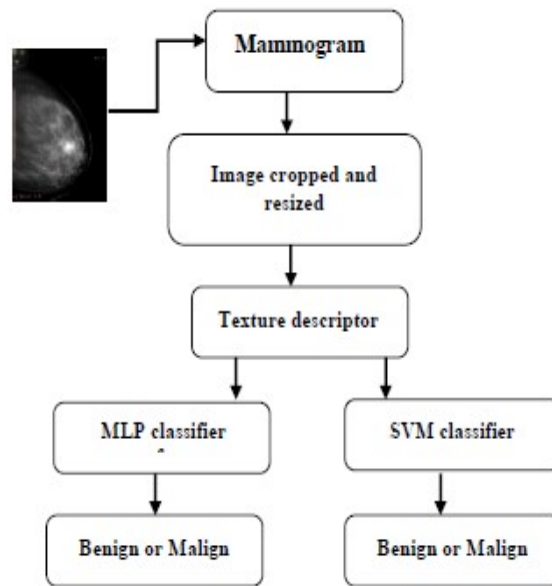 Mammogram
Image cropped and
resized
Texture descriptor
MLP classifier
SVM classifier
Benign or Malign
Benign or Malign